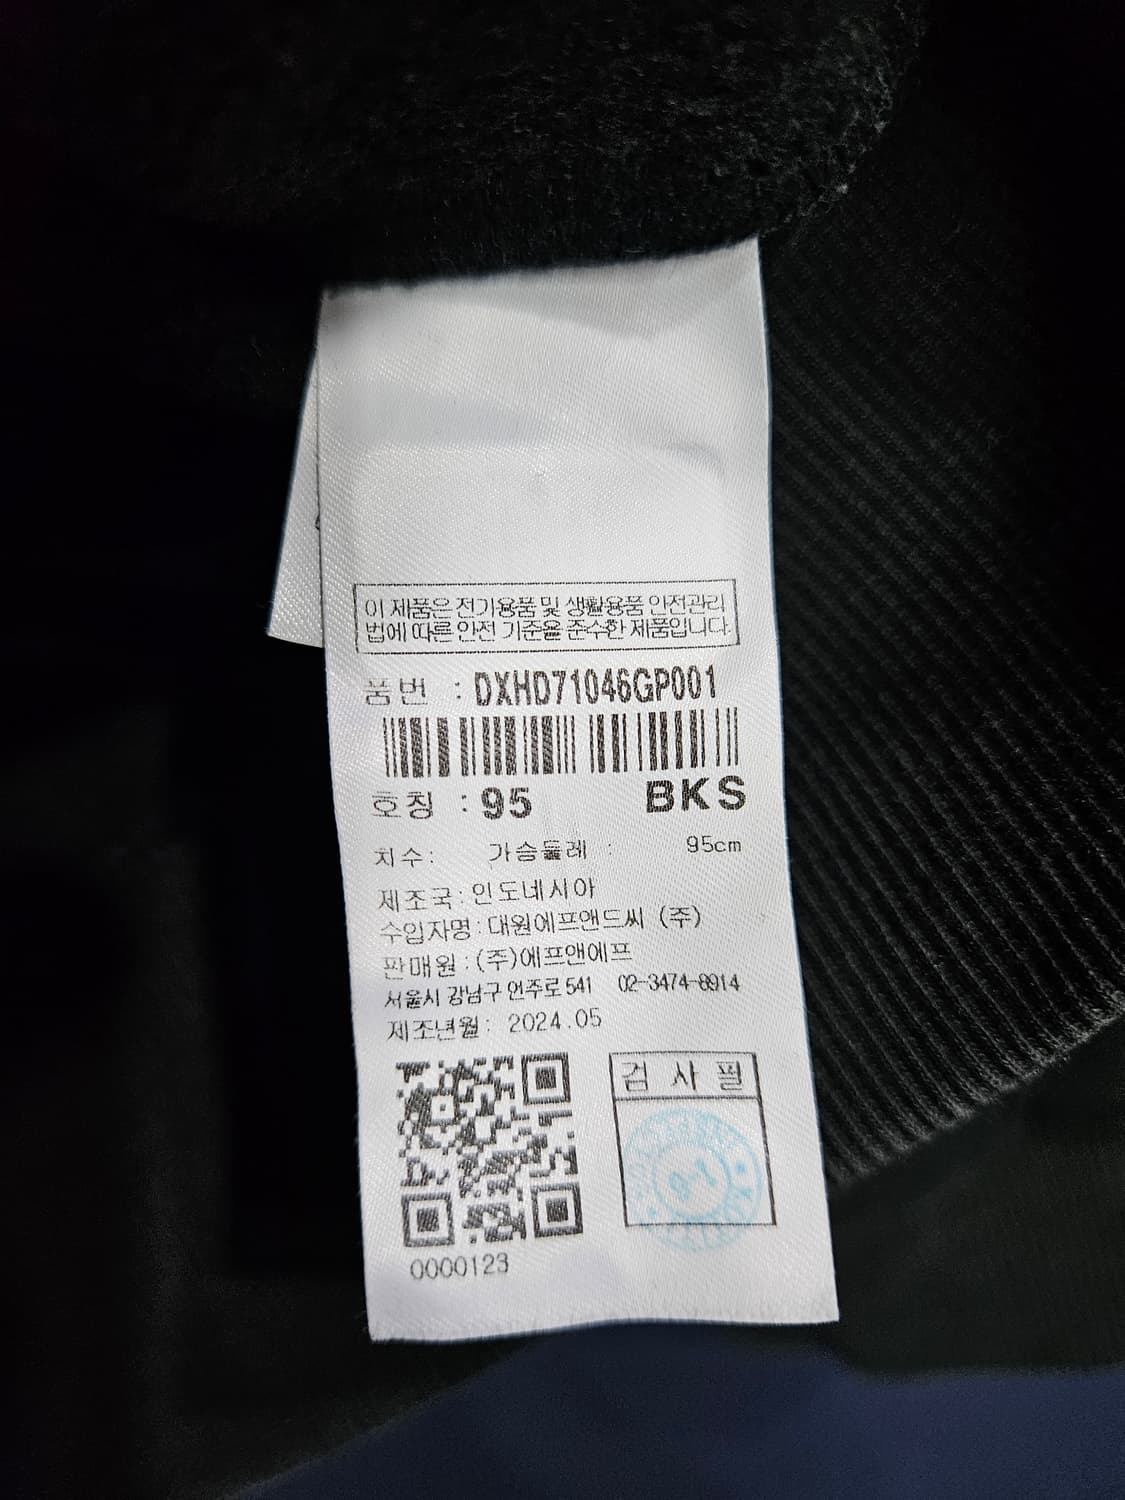 이 제품은 전기용품 및 생활용품 안전관리
법에 따른 안전 기준을 준수한 제품입니다.
품번 : DXHD71046GP001
호칭 : 95 BKS
치수: 가슴둘레 : 95cm
제조국: 인도네시아
수입자명: 대원에프앤드씨 (주)
판매원 : (주)에프앤에프
서울시 강남구 언주로 541 02-3474-8914
제조년월: 2024.05
검 사 필
0000123